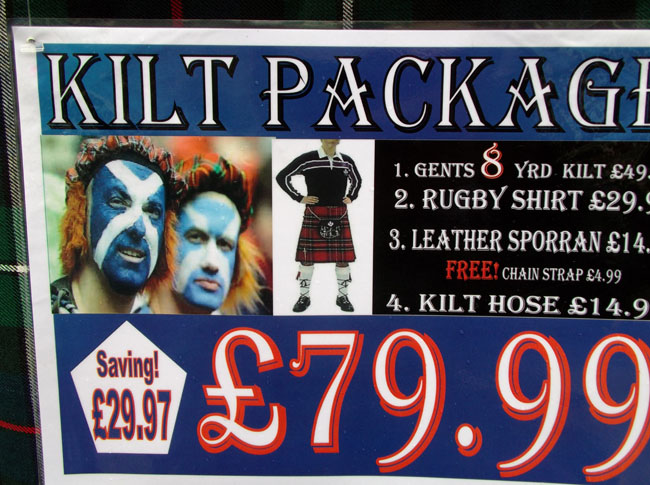 KILT PACKAGE
1. GENTS 8 YRD KILT £49.
2. RUGBY SHIRT £29.9
3. LEATHER SPORRAN £14.
FREE! CHAIN STRAP £4.99
4. KILT HOSE £14.9
Saving!
£29.97
£79.99